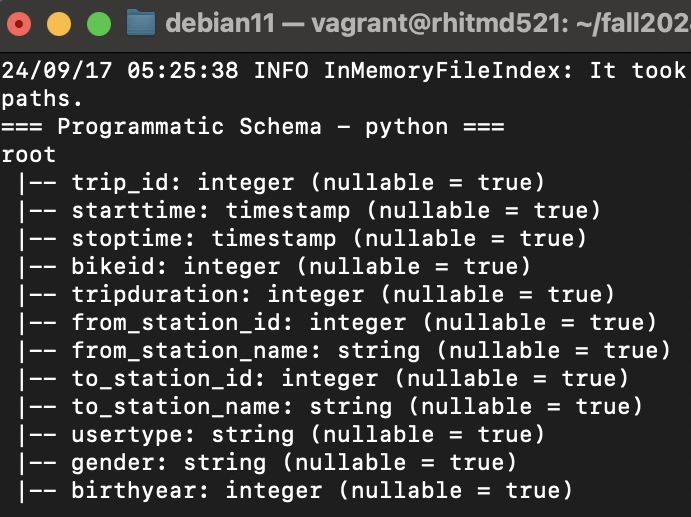 debian11 — vagrant@rhitmd521: ~/fall202
24/09/17 05:25:38 INFO InMemoryFileIndex: It took
paths.
=== Programmatic Schema - python ===
root
 |-- trip_id: integer (nullable = true)
 |-- starttime: timestamp (nullable = true)
 |-- stoptime: timestamp (nullable = true)
 |-- bikeid: integer (nullable = true)
 |-- tripduration: integer (nullable = true)
 |-- from_station_id: integer (nullable = true)
 |-- from_station_name: string (nullable = true)
 |-- to_station_id: integer (nullable = true)
 |-- to_station_name: string (nullable = true)
 |-- usertype: string (nullable = true)
 |-- gender: string (nullable = true)
 |-- birthyear: integer (nullable = true)